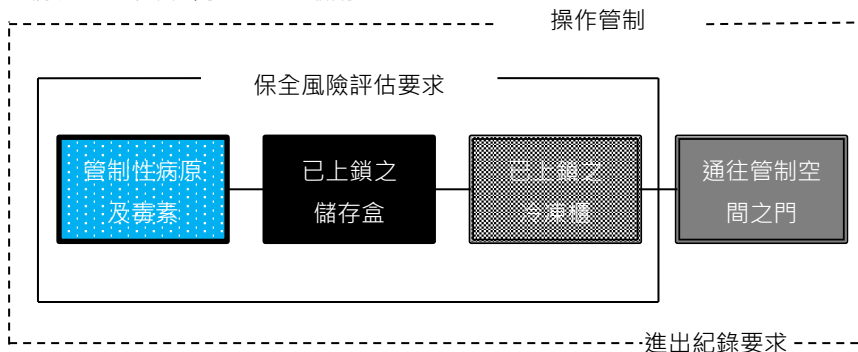 操作管制
保全風險評估要求
管制性病原
及毒素
已上鎖之
儲存盒
已上鎖之
冷凍櫃
通往管制空
間之門
進出紀錄要求